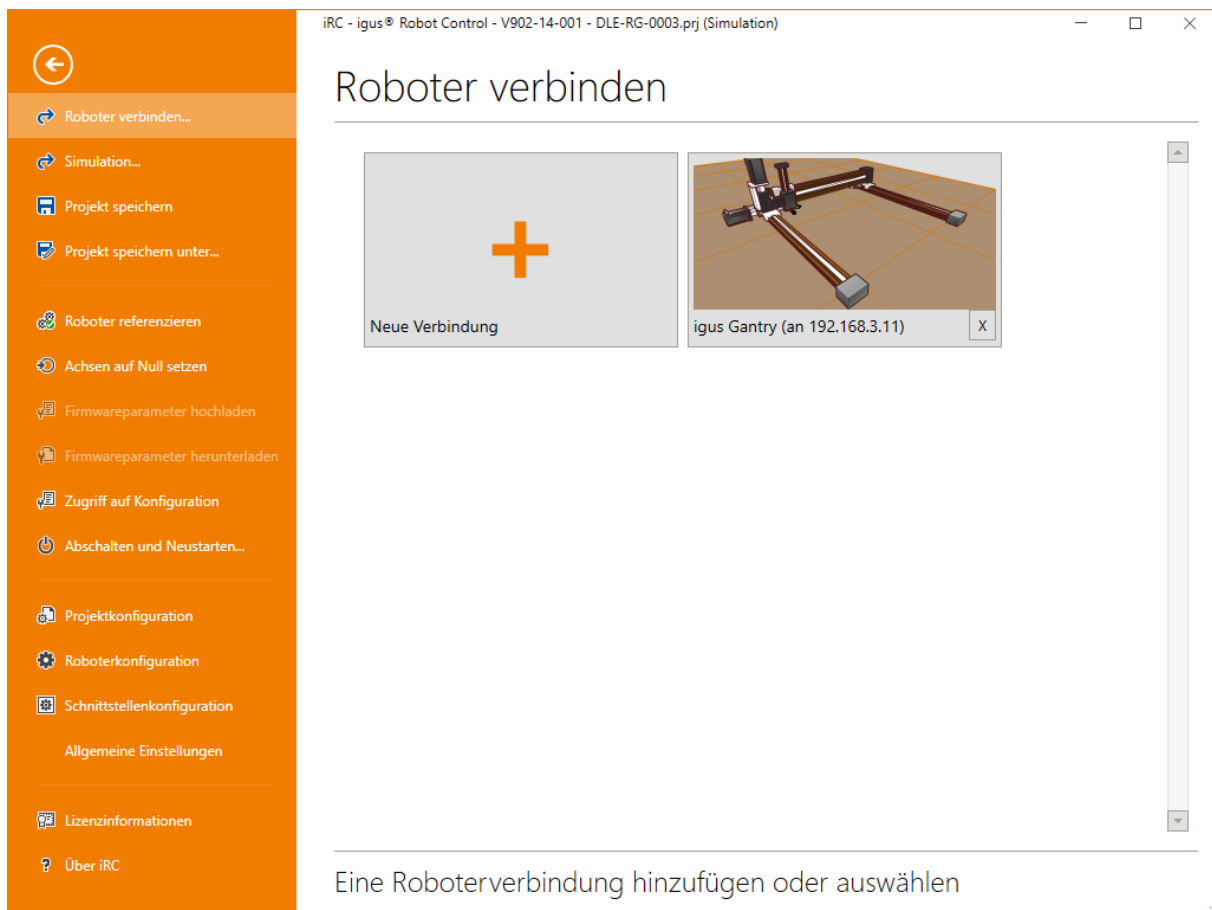 iRC - igus® Robot Control - V902-14-001 - DLE-RG-0003.prj (Simulation)
Roboter verbinden
Roboter verbinden...
Simulation...
Projekt speichern
Projekt speichern unter...
Roboter referenzieren
Achsen auf Null setzen
Firmwareparameter hochladen
Firmwareparameter herunterladen
Zugriff auf Konfiguration
Abschalten und Neustarten...
Projektkonfiguration
Roboterkonfiguration
Schnittstellenkonfiguration
Allgemeine Einstellungen
Lizenzinformationen
Über iRC
Neue Verbindung
igus Gantry (an 192.168.3.11)
X
Eine Roboterverbindung hinzufügen oder auswählen